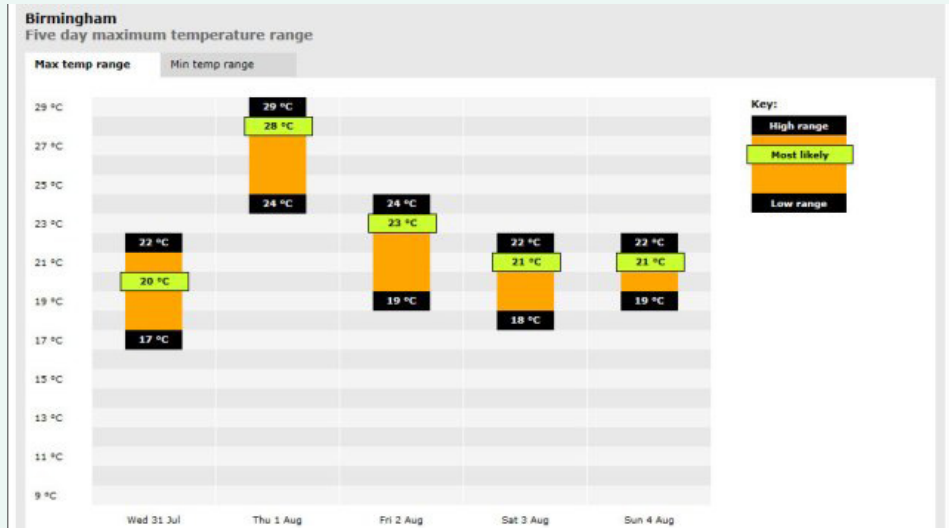 Birmingham
Five day maximum temperature range
Max temp range Min temp range
29 °C
27 °C
25 °C
23 °C
21 °C
19 °C
17 °C
15 °C
13 °C
11 °C
9 °C
22 °C
20 °C
17 °C
29 °C
28 °C
24 °C
24 °C
23 °C
19 °C
22 °C
21 °C
18 °C
22 °C
21 °C
19 °C
Wed 31 Jul Thu 1 Aug Fri 2 Aug Sat 3 Aug Sun 4 Aug
Key:
High range
Most likely
Low range